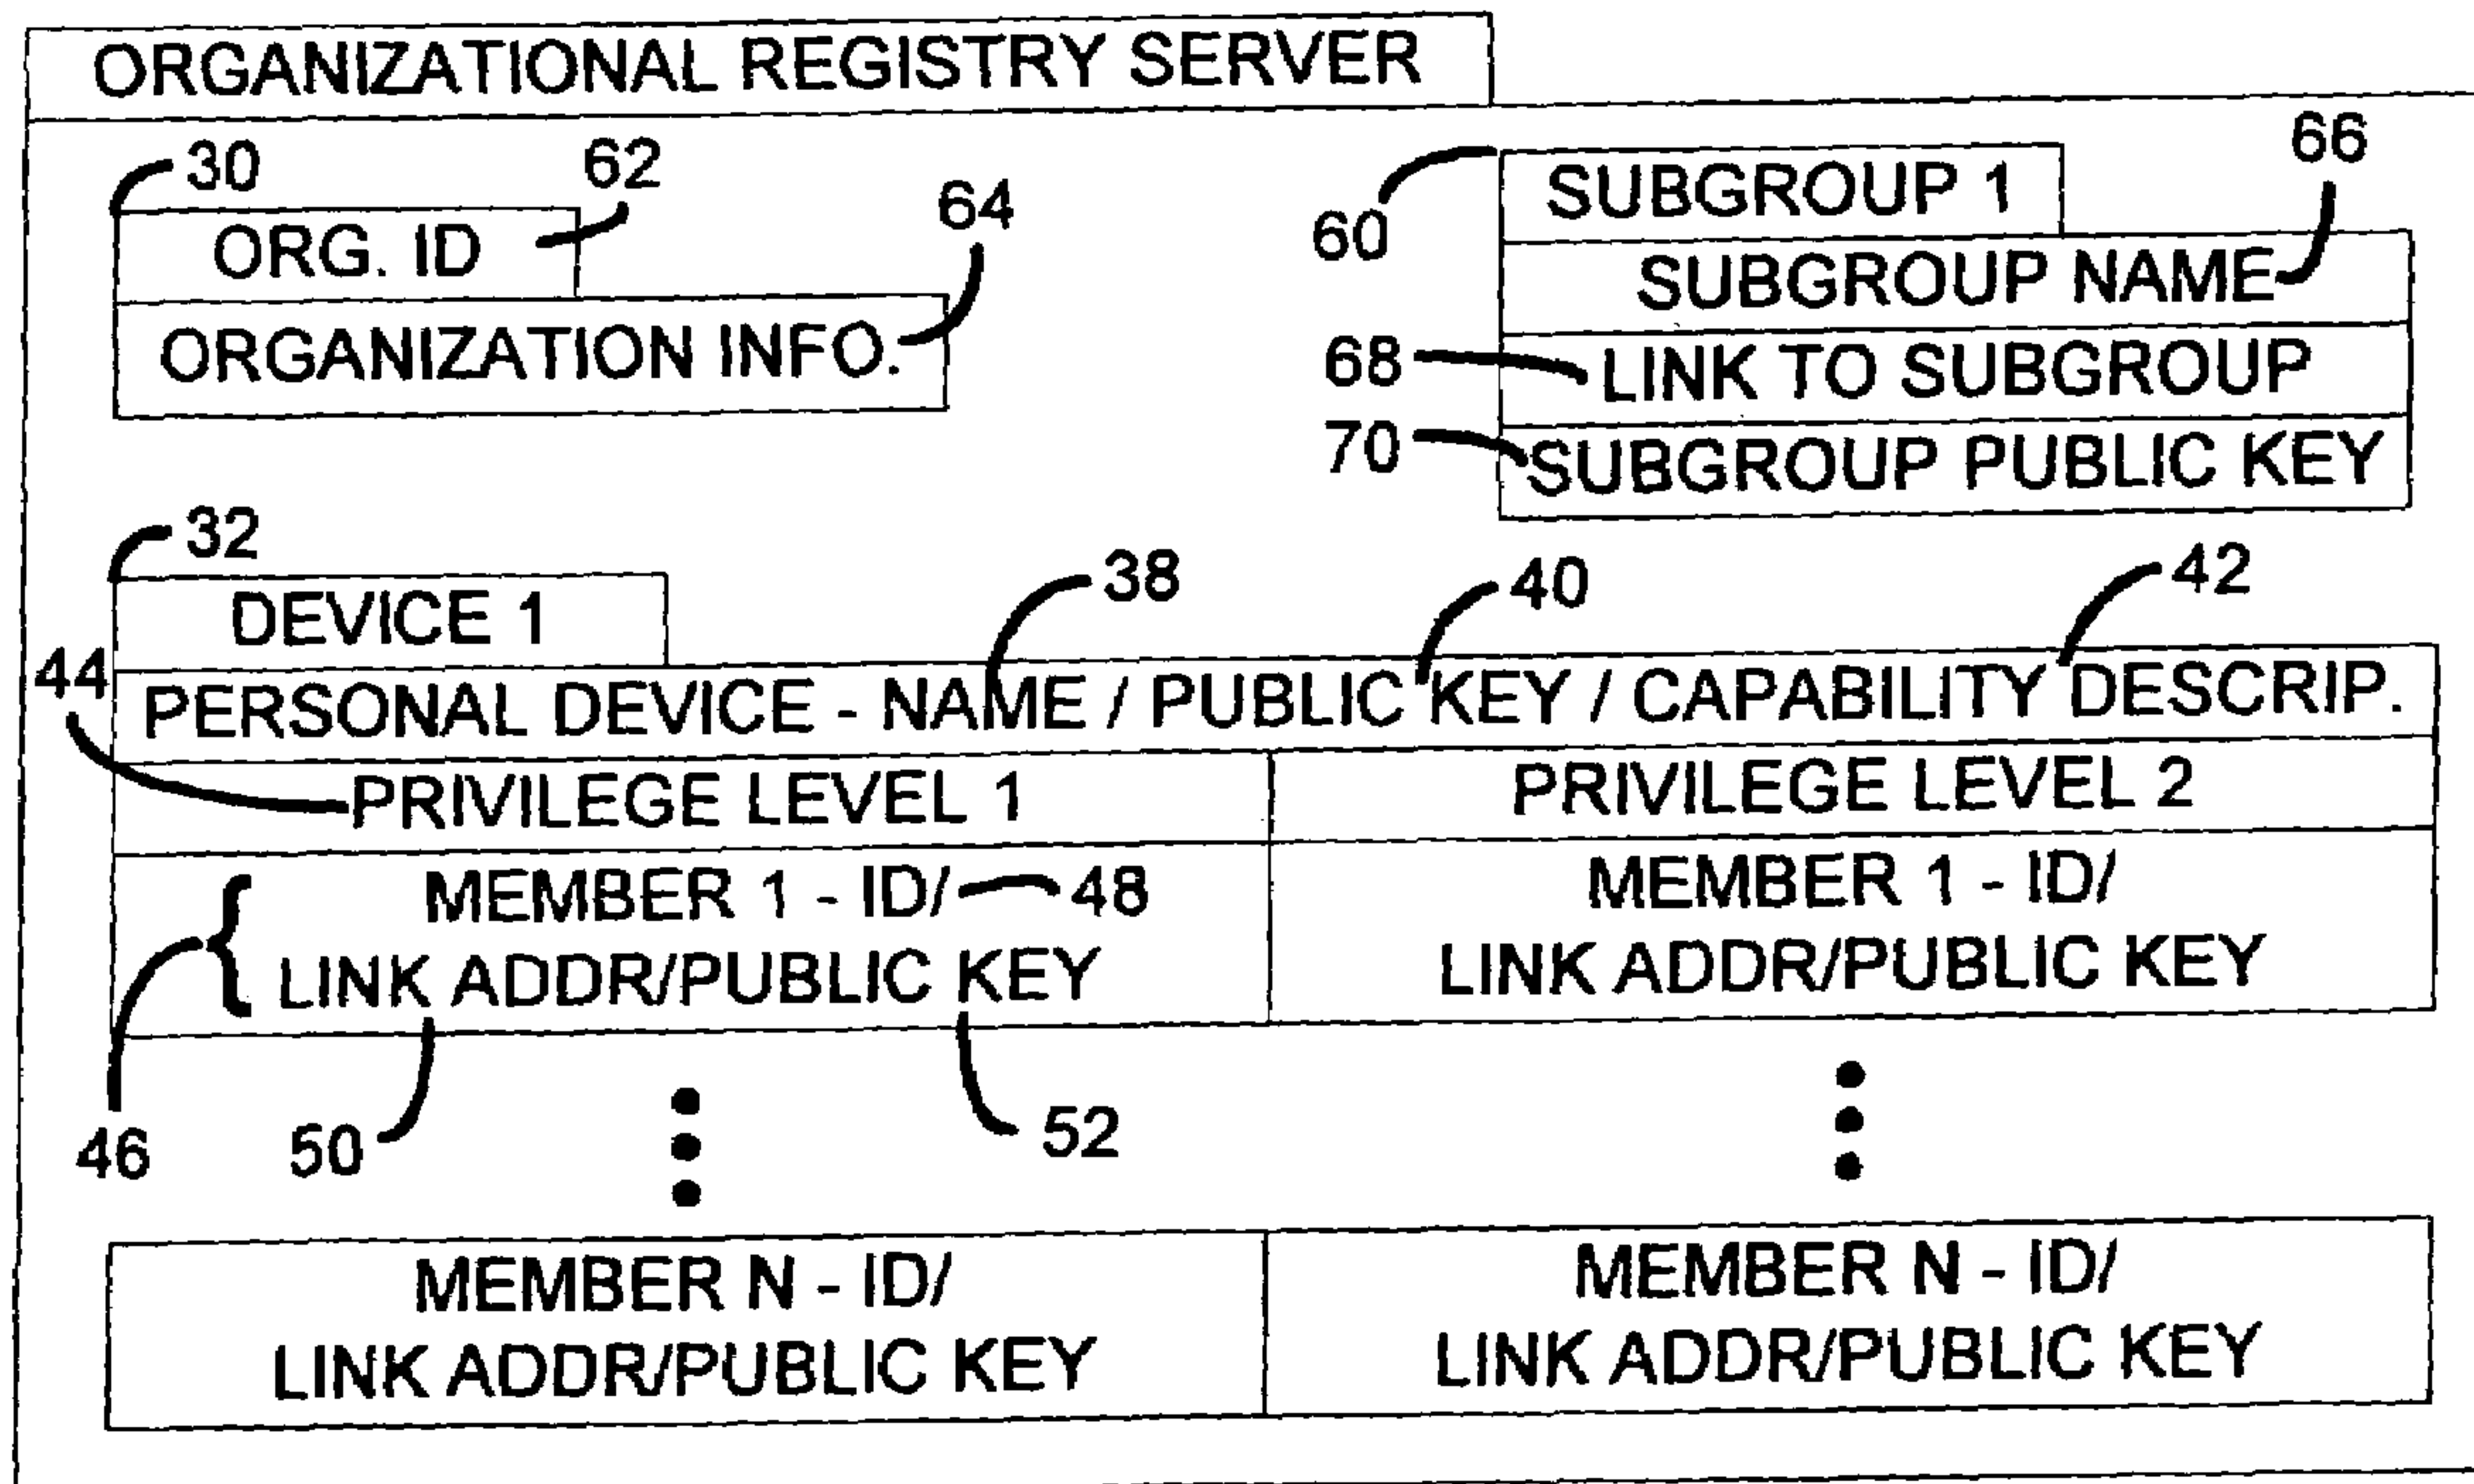 ORGANIZATIONAL REGISTRY SERVER
30
62
64
ORG. ID
ORGANIZATION INFO.
66
60
SUBGROUP 1
SUBGROUP NAME
68
LINK TO SUBGROUP
70
SUBGROUP PUBLIC KEY
32
38
40
42
DEVICE 1
44
PERSONAL DEVICE - NAME / PUBLIC KEY / CAPABILITY DESCRIP.
PRIVILEGE LEVEL 1
PRIVILEGE LEVEL 2
MEMBER 1 - ID/
48
LINK ADDR/PUBLIC KEY
MEMBER 1 - ID/
LINK ADDR/PUBLIC KEY
46
50
52
MEMBER N - ID/
LINK ADDR/PUBLIC KEY
MEMBER N - ID/
LINK ADDR/PUBLIC KEY